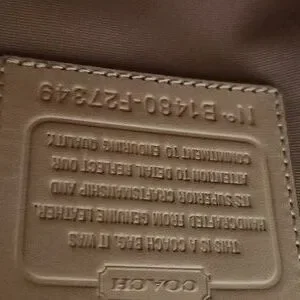 COACH
THIS IS A COACH BAG. IT WAS
HANDCRAFTED FROM GENUINE LEATHER.
ITS SUPERIOR CRAFTSMANSHIP AND
ATTENTION TO DETAIL REFLECT OUR
COMMITMENT TO ENDURING QUALITY.
Nº B1480-F27349